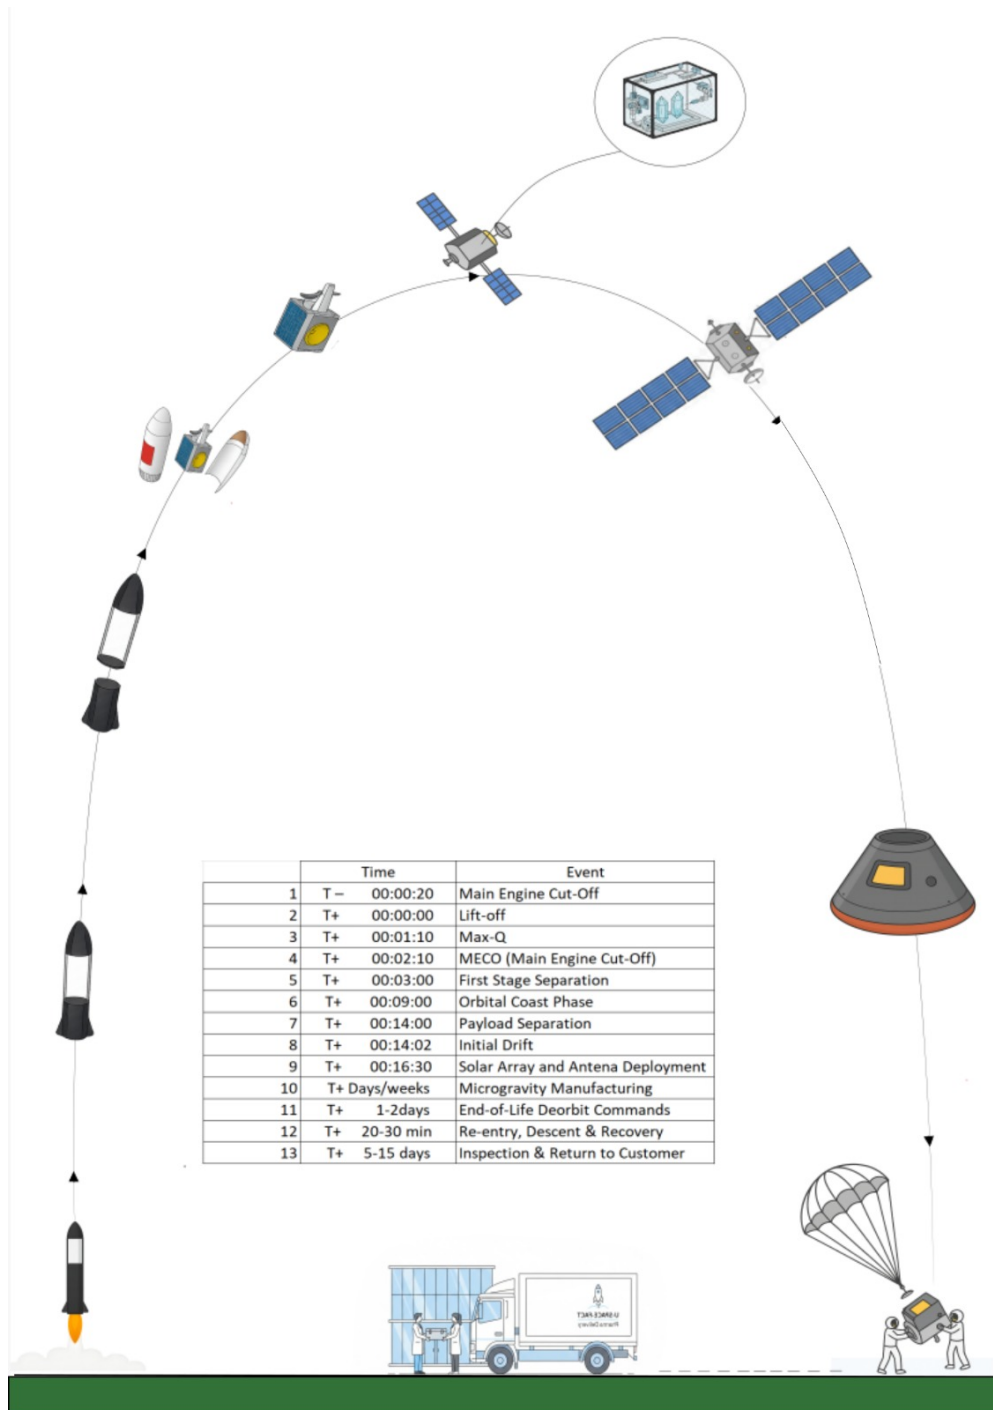 Time Event
1 T – 00:00:20 Main Engine Cut-Off
2 T+ 00:00:00 Lift-off
3 T+ 00:01:10 Max-Q
4 T+ 00:02:10 MECO (Main Engine Cut-Off)
5 T+ 00:03:00 First Stage Separation
6 T+ 00:09:00 Orbital Coast Phase
7 T+ 00:14:00 Payload Separation
8 T+ 00:14:02 Initial Drift
9 T+ 00:16:30 Solar Array and Antena Deployment
10 T+ Days/weeks Microgravity Manufacturing
11 T+ 1-2days End-of-Life Deorbit Commands
12 T+ 20-30 min Re-entry, Descent & Recovery
13 T+ 5-15 days Inspection & Return to Customer
U-SPACE PACT
Pharma Delivery